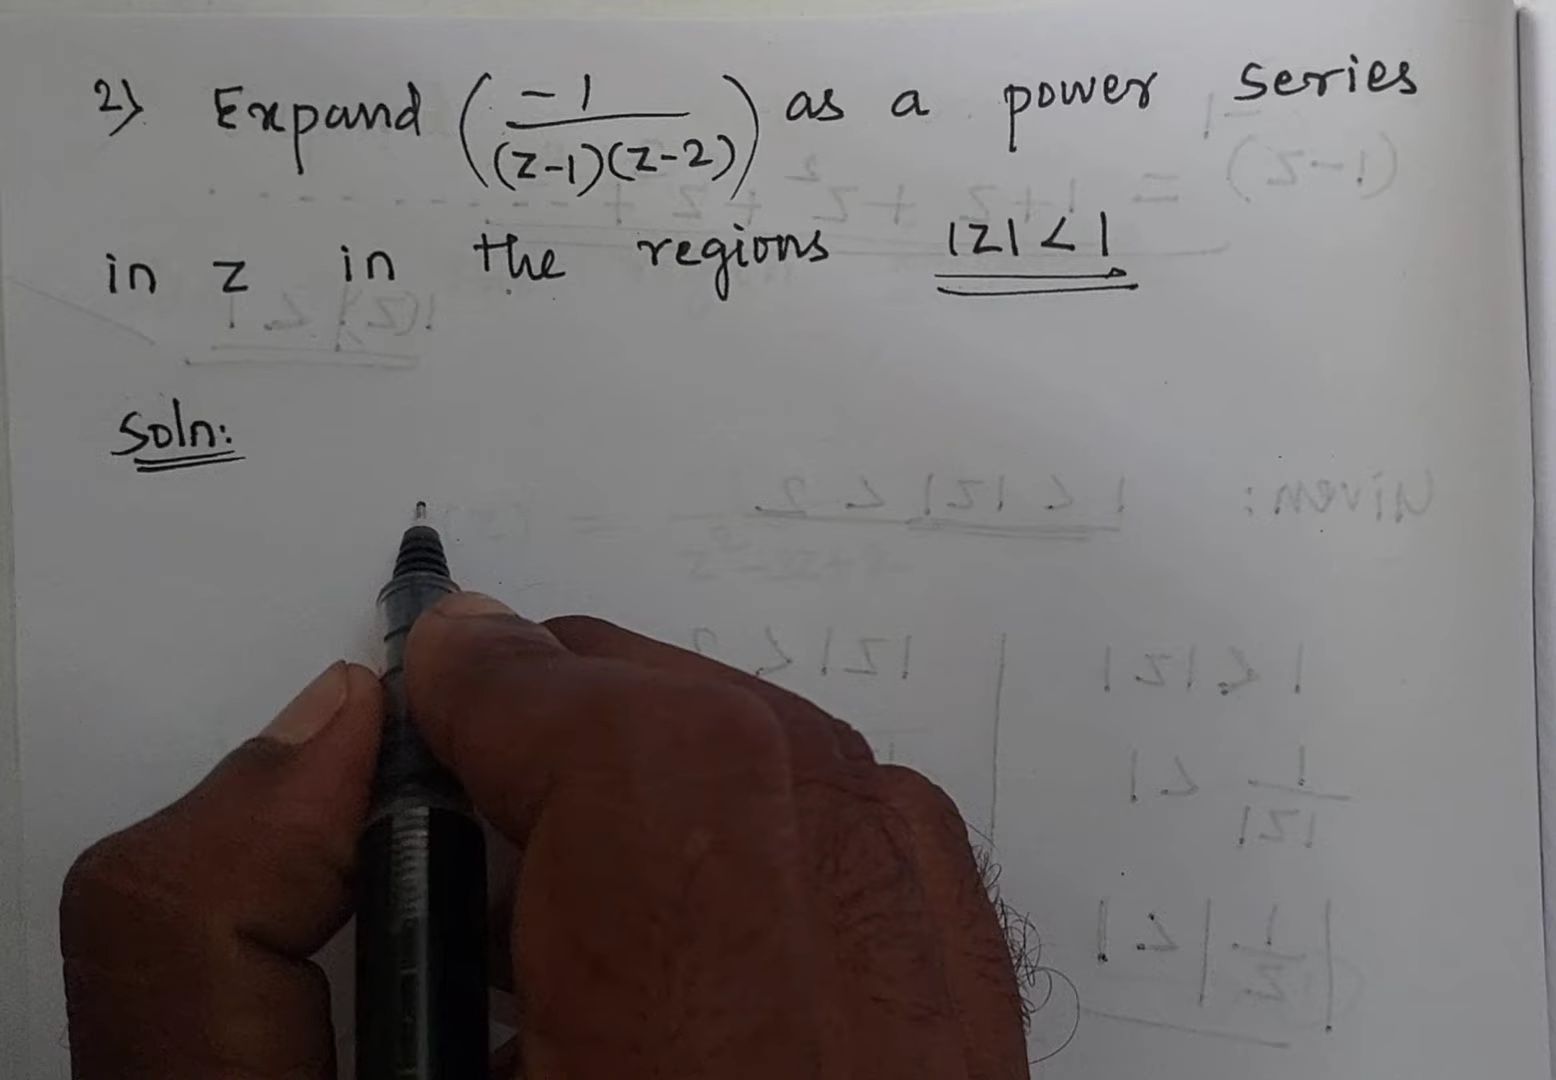 2) Expand (-1/(z-1)(z-2)) as a power series
in z in the regions |z| < 1
Soln: